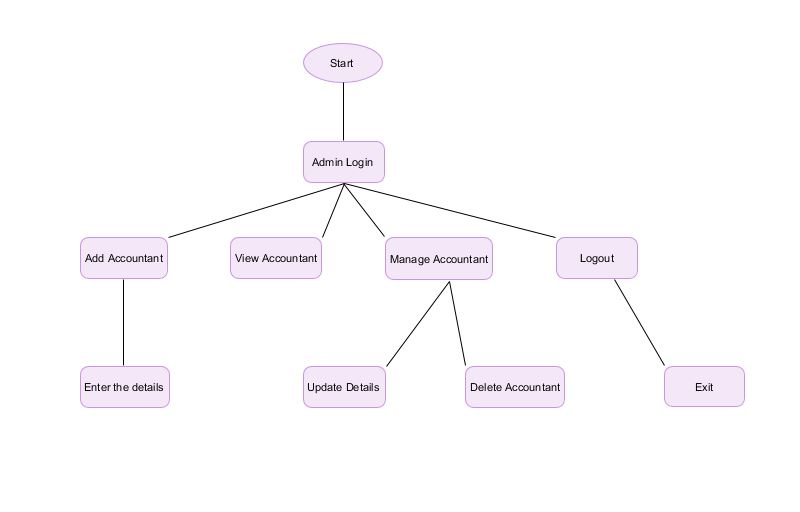 Start
Admin Login
Add Accountant
View Accountant
Manage Accountant
Logout
Enter the details
Update Details
Delete Accountant
Exit